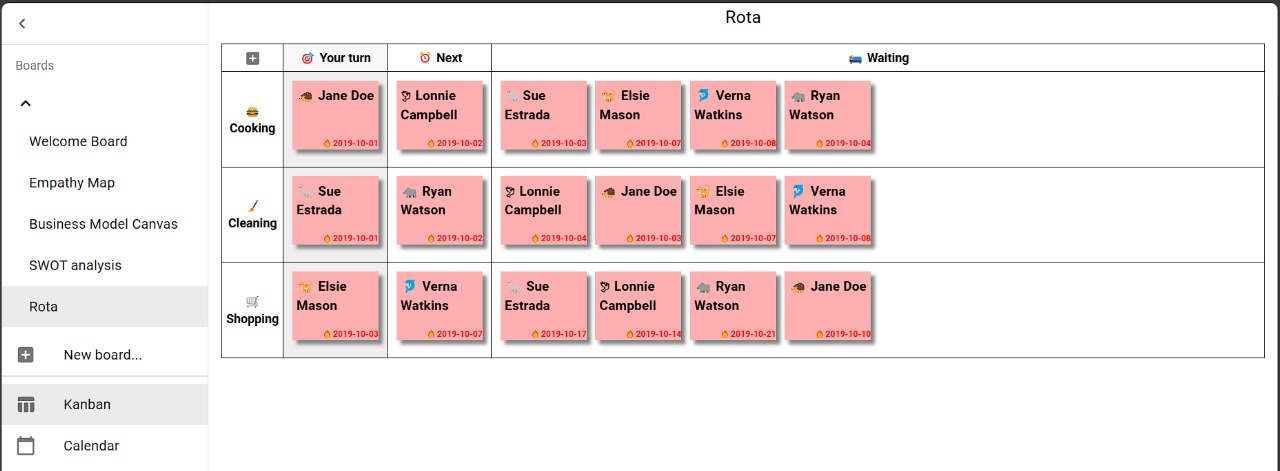 Rota
Boards
Welcome Board
Empathy Map
Business Model Canvas
SWOT analysis
Rota
New board...
Kanban
Calendar
Your turn
Next
Waiting
Cooking
Jane Doe
2019-10-01
Lonnie
Campbell
2019-10-02
Sue
Estrada
2019-10-03
Elsie
Mason
2019-10-07
Verna
Watkins
2019-10-08
Ryan
Watson
2019-10-04
Cleaning
Sue
Estrada
2019-10-01
Ryan
Watson
2019-10-02
Lonnie
Campbell
2019-10-04
Jane Doe
2019-10-03
Elsie
Mason
2019-10-07
Verna
Watkins
2019-10-08
Shopping
Elsie
Mason
2019-10-03
Verna
Watkins
2019-10-07
Sue
Estrada
2019-10-17
Lonnie
Campbell
2019-10-14
Ryan
Watson
2019-10-21
Jane Doe
2019-10-10